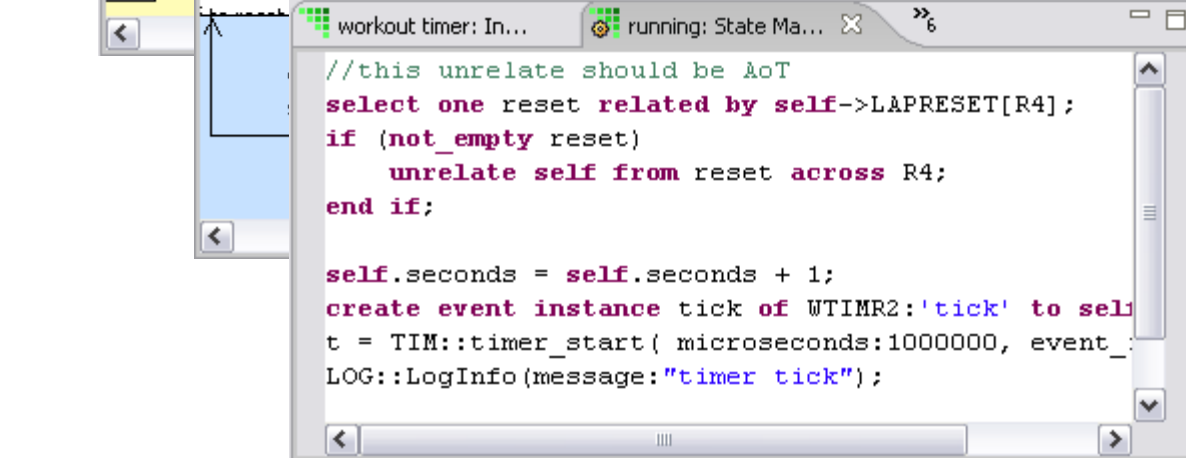 workout timer: In...
running: State Ma...
6
//this unrelate should be AoT
select one reset related by self->LAPRESET[R4];
if (not_empty reset)
unrelate self from reset across R4;
end if;
self.seconds = self.seconds + 1;
create event instance tick of WTIMR2:'tick' to self
t = TIM::timer_start( microseconds:1000000, event_
LOG::LogInfo(message:"timer tick");